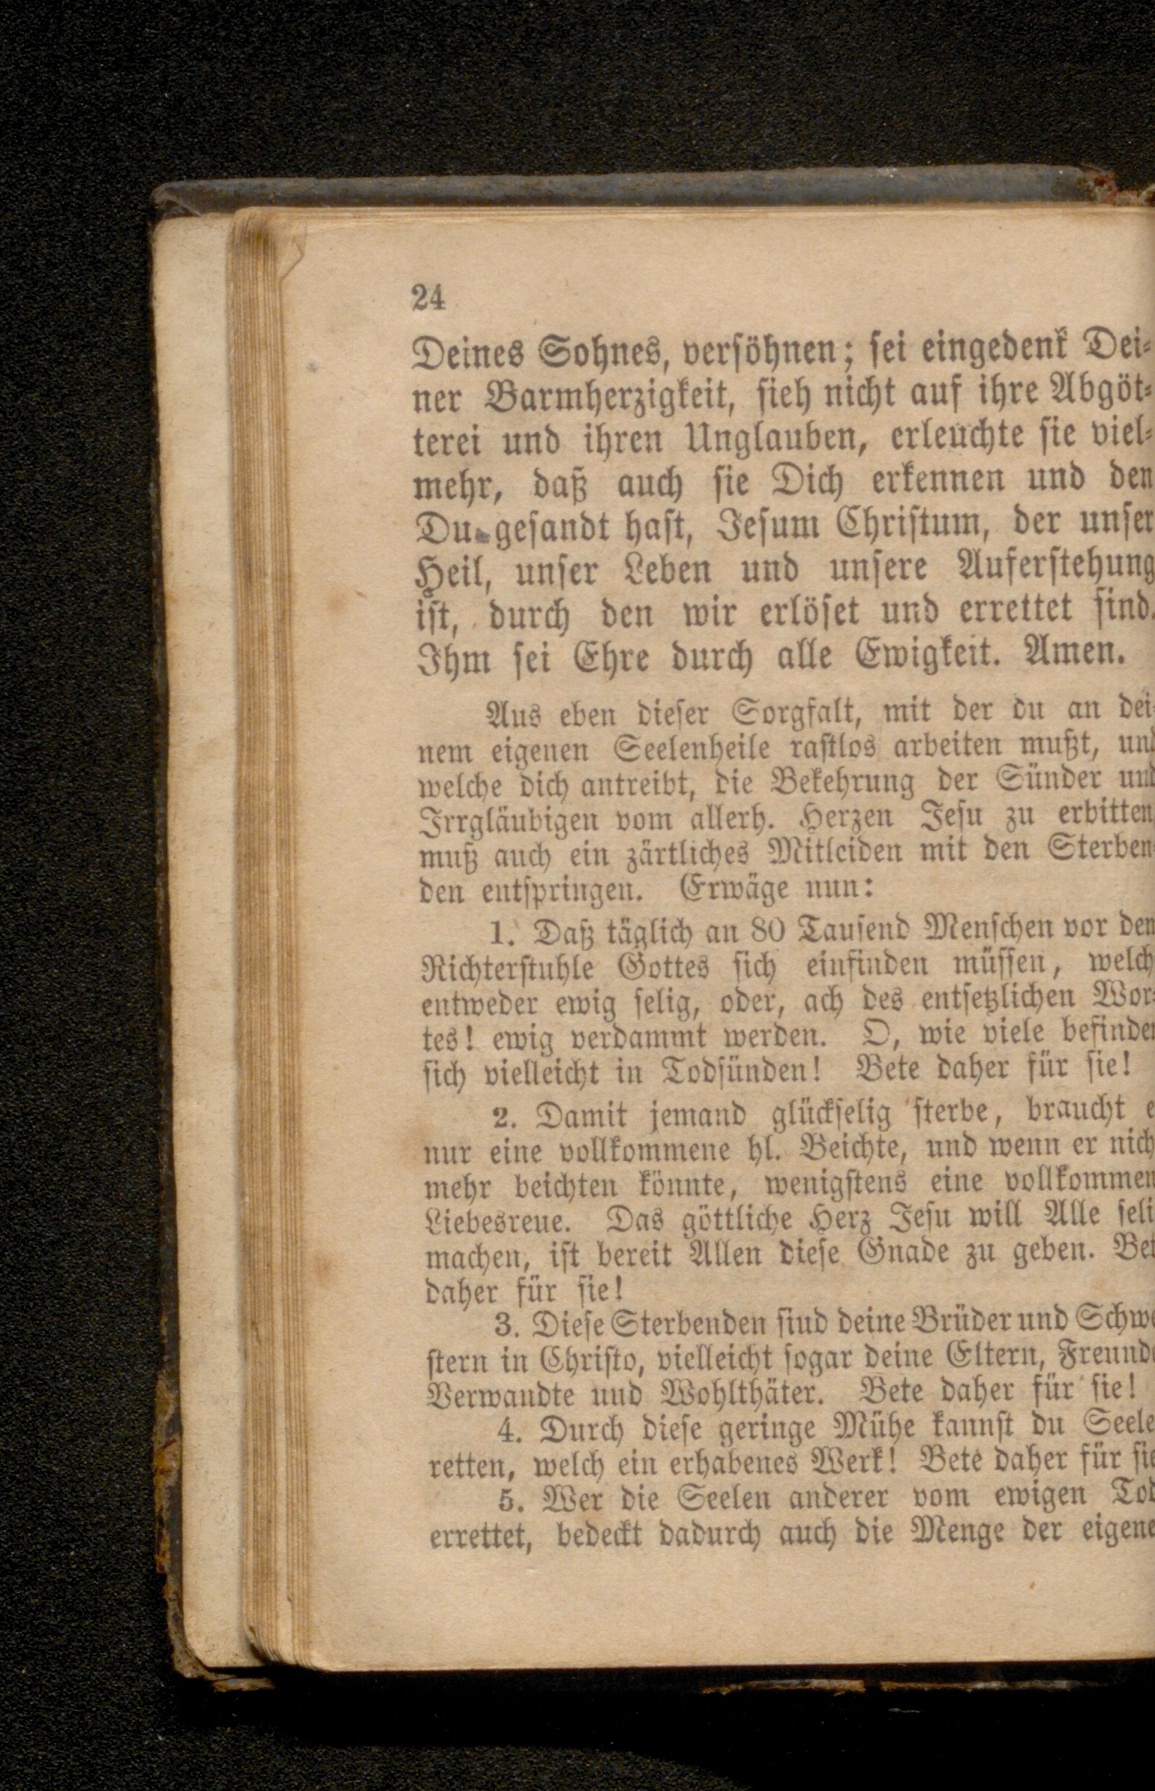 24
Deines Sohnes, versöhnen; sei eingedenk Dei-
ner Barmherzigkeit, sieh nicht auf ihre Abgöt-
terei und ihren Unglauben, erleuchte sie viel-
mehr, daß auch sie Dich erkennen und den
Du gesandt hast, Jesum Christum, der unser
Heil, unser Leben und unsere Auferstehung
ist, durch den wir erlöset und errettet sind.
Ihm sei Ehre durch alle Ewigkeit. Amen.
Aus eben dieser Sorgfalt, mit der du an dei-
nem eigenen Seelenheile rastlos arbeiten mußt, und
welche dich antreibt, die Bekehrung der Sünder und
Irrgläubigen vom allerh. Herzen Jesu zu erbitten,
muß auch ein zärtliches Mitleiden mit den Sterben-
den entspringen. Erwäge nun:
1. Daß täglich an 80 Tausend Menschen vor den
Richterstuhle Gottes sich einfinden müssen, welch
entweder ewig selig, oder, ach des entsetzlichen Wor-
tes! ewig verdammt werden. O, wie viele befinden
sich vielleicht in Todsünden! Bete daher für sie!
2. Damit jemand glückselig sterbe, braucht e
nur eine vollkommene hl. Beichte, und wenn er nich
mehr beichten könnte, wenigstens eine vollkommen
Liebesreue. Das göttliche Herz Jesu will Alle seli
machen, ist bereit Allen diese Gnade zu geben. Bet
daher für sie!
3. Diese Sterbenden sind deine Brüder und Schwe
stern in Christo, vielleicht sogar deine Eltern, Freunde
Verwandte und Wohlthäter. Bete daher für sie!
4. Durch diese geringe Mühe kannst du Seele
retten, welch ein erhabenes Werk! Bete daher für sie
5. Wer die Seelen anderer vom ewigen Tod
errettet, bedeckt dadurch auch die Menge der eigene